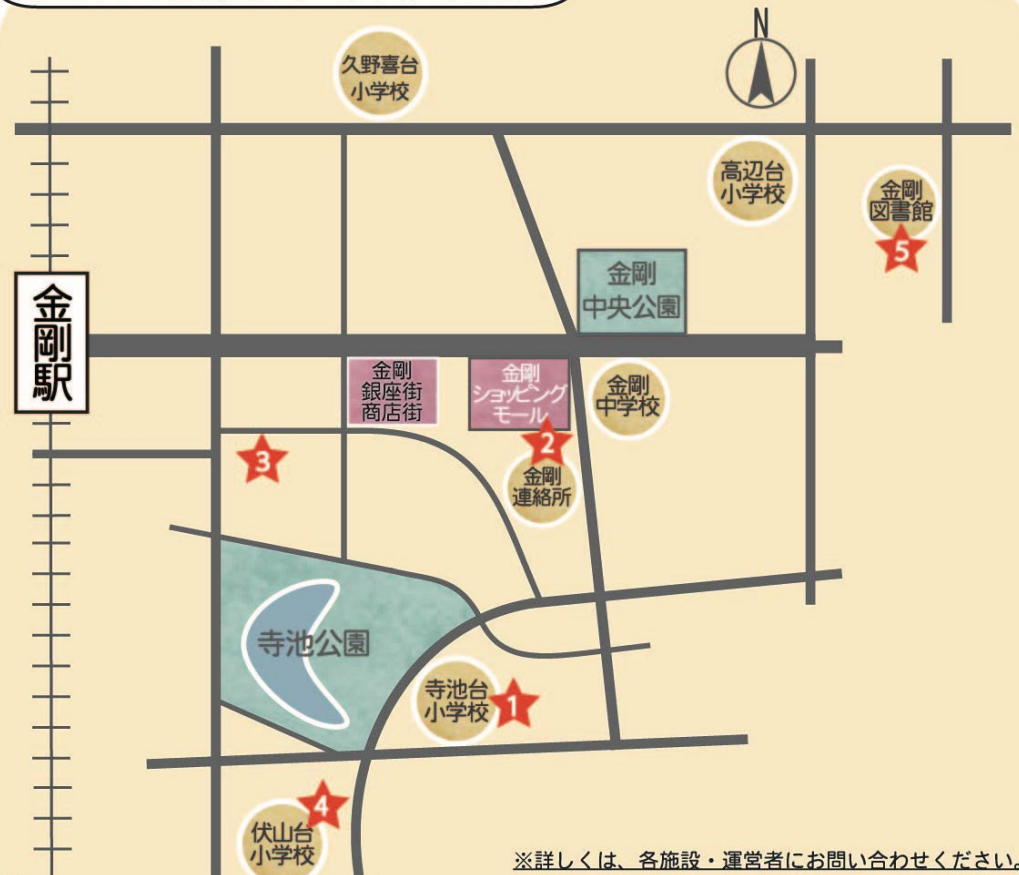 N
久野喜台
小学校
高辺台
小学校
金剛
図書館
5
金剛
中央公園
金剛駅
金剛
銀座街
商店街
金剛
ショッピング
モール
金剛
中学校
2
3
金剛
連絡所
寺池公園
寺池台
小学校
1
4
伏山台
小学校
※詳しくは、各施設・運営者にお問い合わせください。